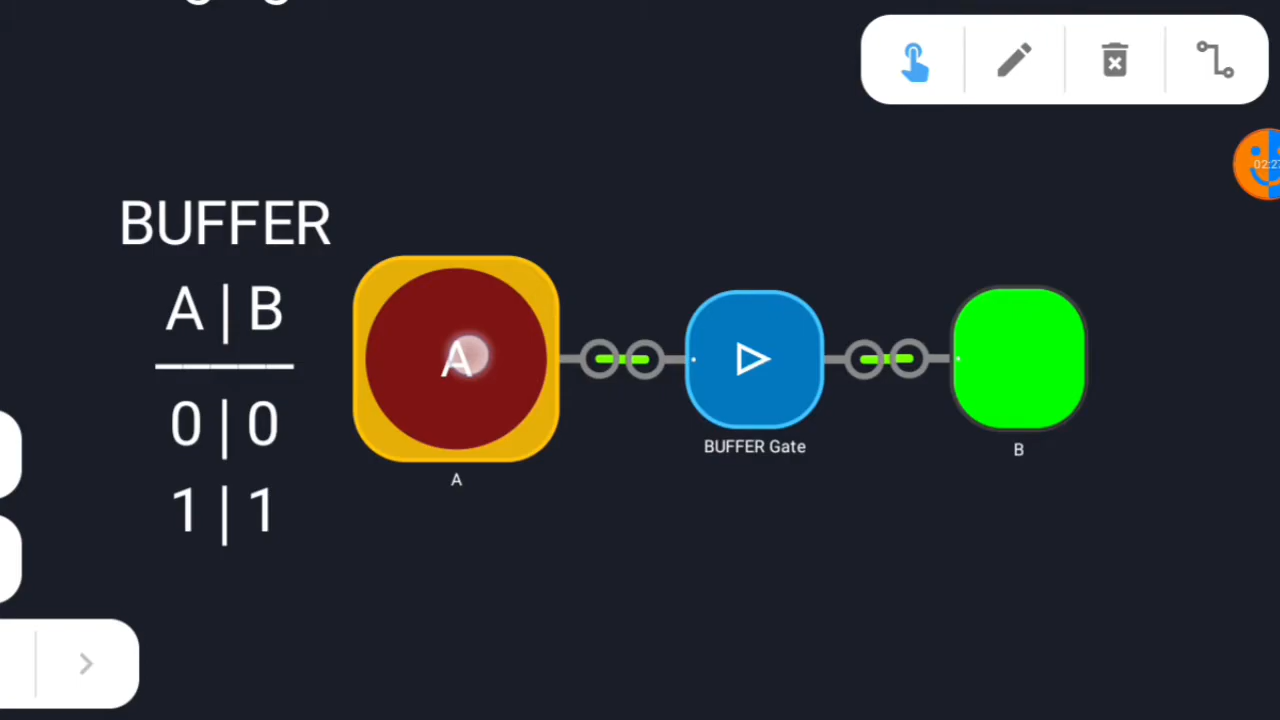 BUFFER
A | B
0 | 0
1 | 1
A
A
BUFFER Gate
B